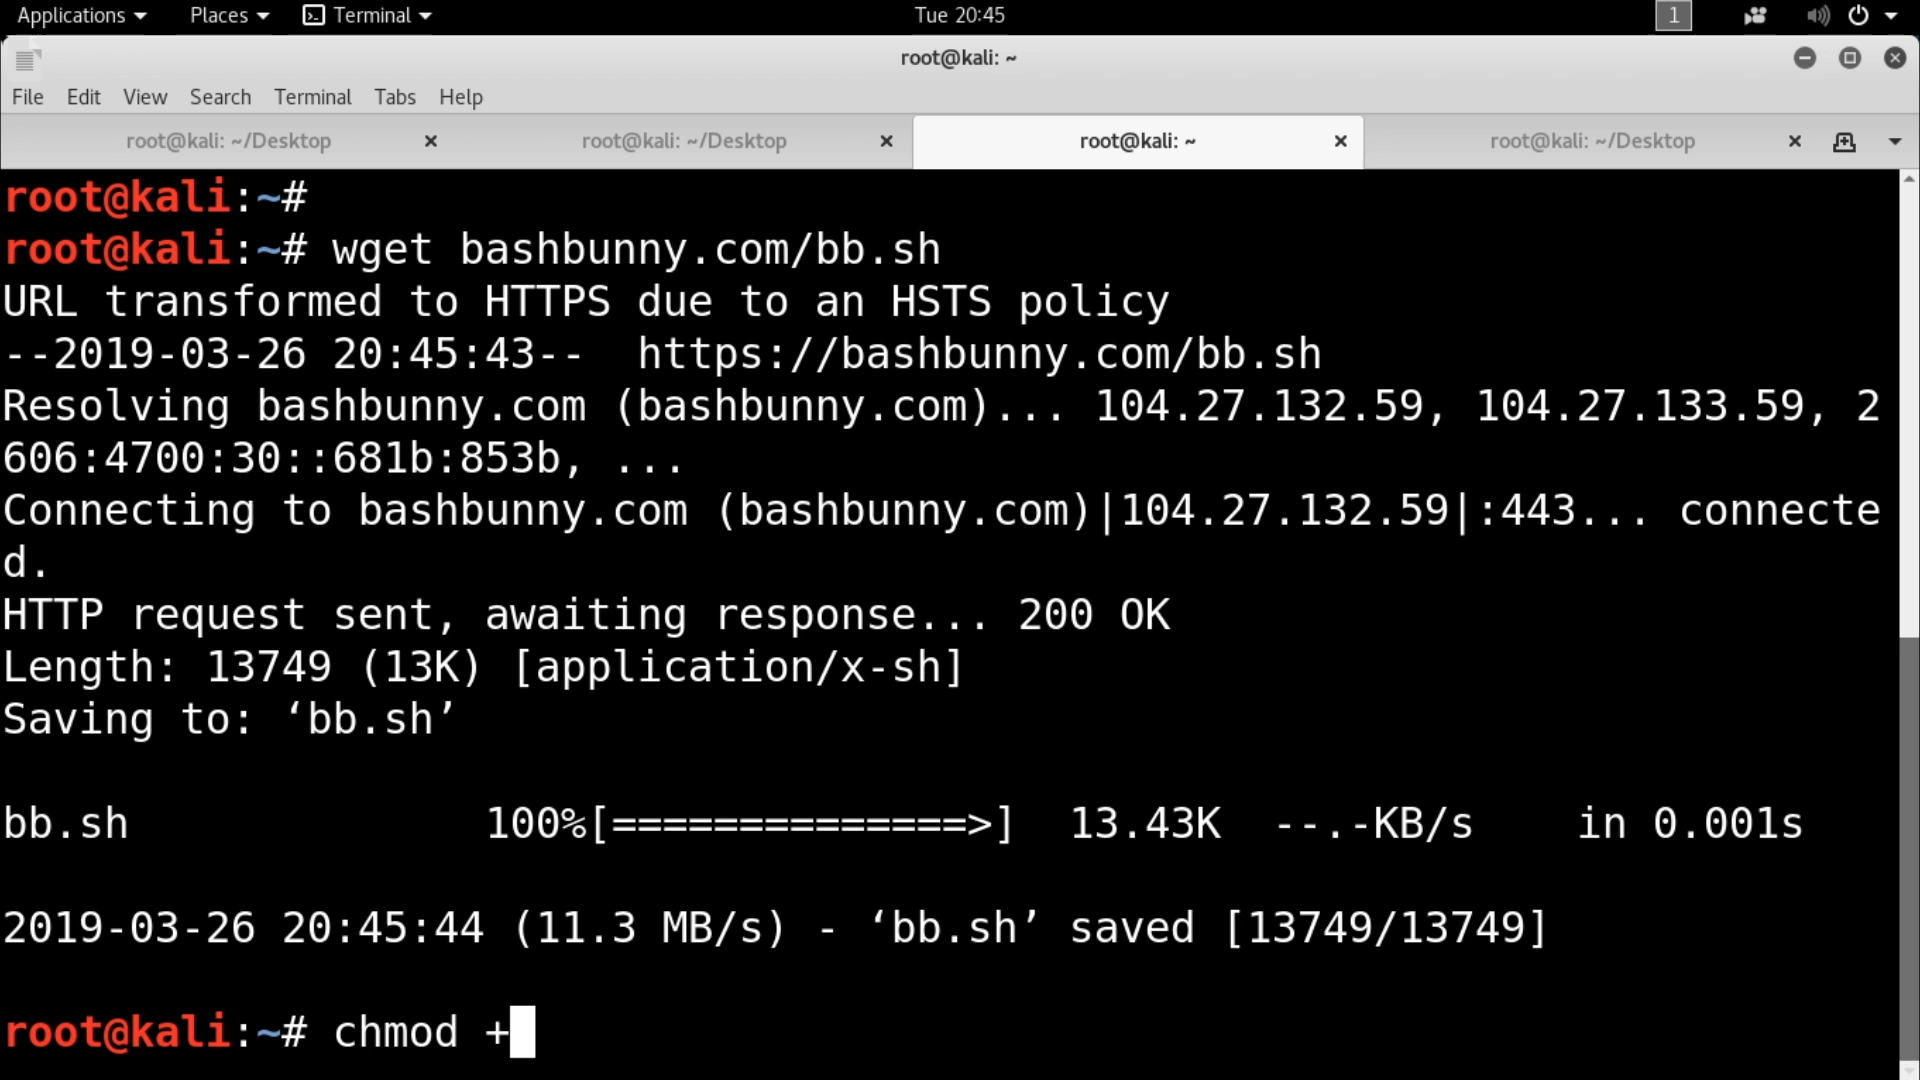 Applications Places Terminal Tue 20:45 1
root@kali: ~
File Edit View Search Terminal Tabs Help
root@kali: ~/Desktop root@kali: ~/Desktop root@kali: ~ root@kali: ~/Desktop
root@kali:~#
root@kali:~# wget bashbunny.com/bb.sh
URL transformed to HTTPS due to an HSTS policy
--2019-03-26 20:45:43--  https://bashbunny.com/bb.sh
Resolving bashbunny.com (bashbunny.com)... 104.27.132.59, 104.27.133.59, 2
606:4700:30::681b:853b, ...
Connecting to bashbunny.com (bashbunny.com)|104.27.132.59|:443... connecte
d.
HTTP request sent, awaiting response... 200 OK
Length: 13749 (13K) [application/x-sh]
Saving to: ‘bb.sh’
bb.sh 100%[==============>] 13.43K --.-KB/s in 0.001s
2019-03-26 20:45:44 (11.3 MB/s) - ‘bb.sh’ saved [13749/13749]
root@kali:~# chmod +